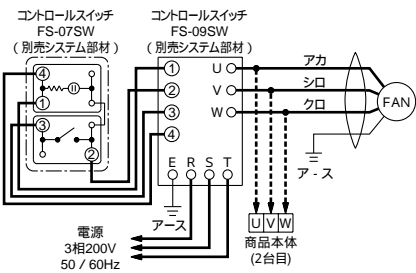 コントロールスイッチ
FS-07SW
(別売システム部材)
コントロールスイッチ
FS-09SW
(別売システム部材)
④
①
③
②
①
②
③
④
U
V
W
E R S T
アース
アカ
シロ
クロ
FAN
ア-ス
U V W
商品本体
(2台目)
電源
3相200V
50/60Hz